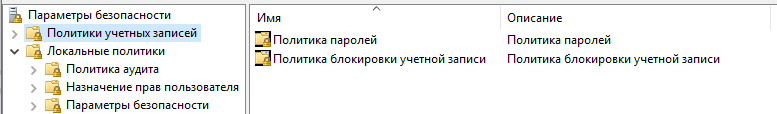 Параметры безопасности
Политики учетных записей
Локальные политики
Политика аудита
Назначение прав пользователя
Параметры безопасности
Имя Описание
Политика паролей Политика паролей
Политика блокировки учетной записи Политика блокировки учетной записи